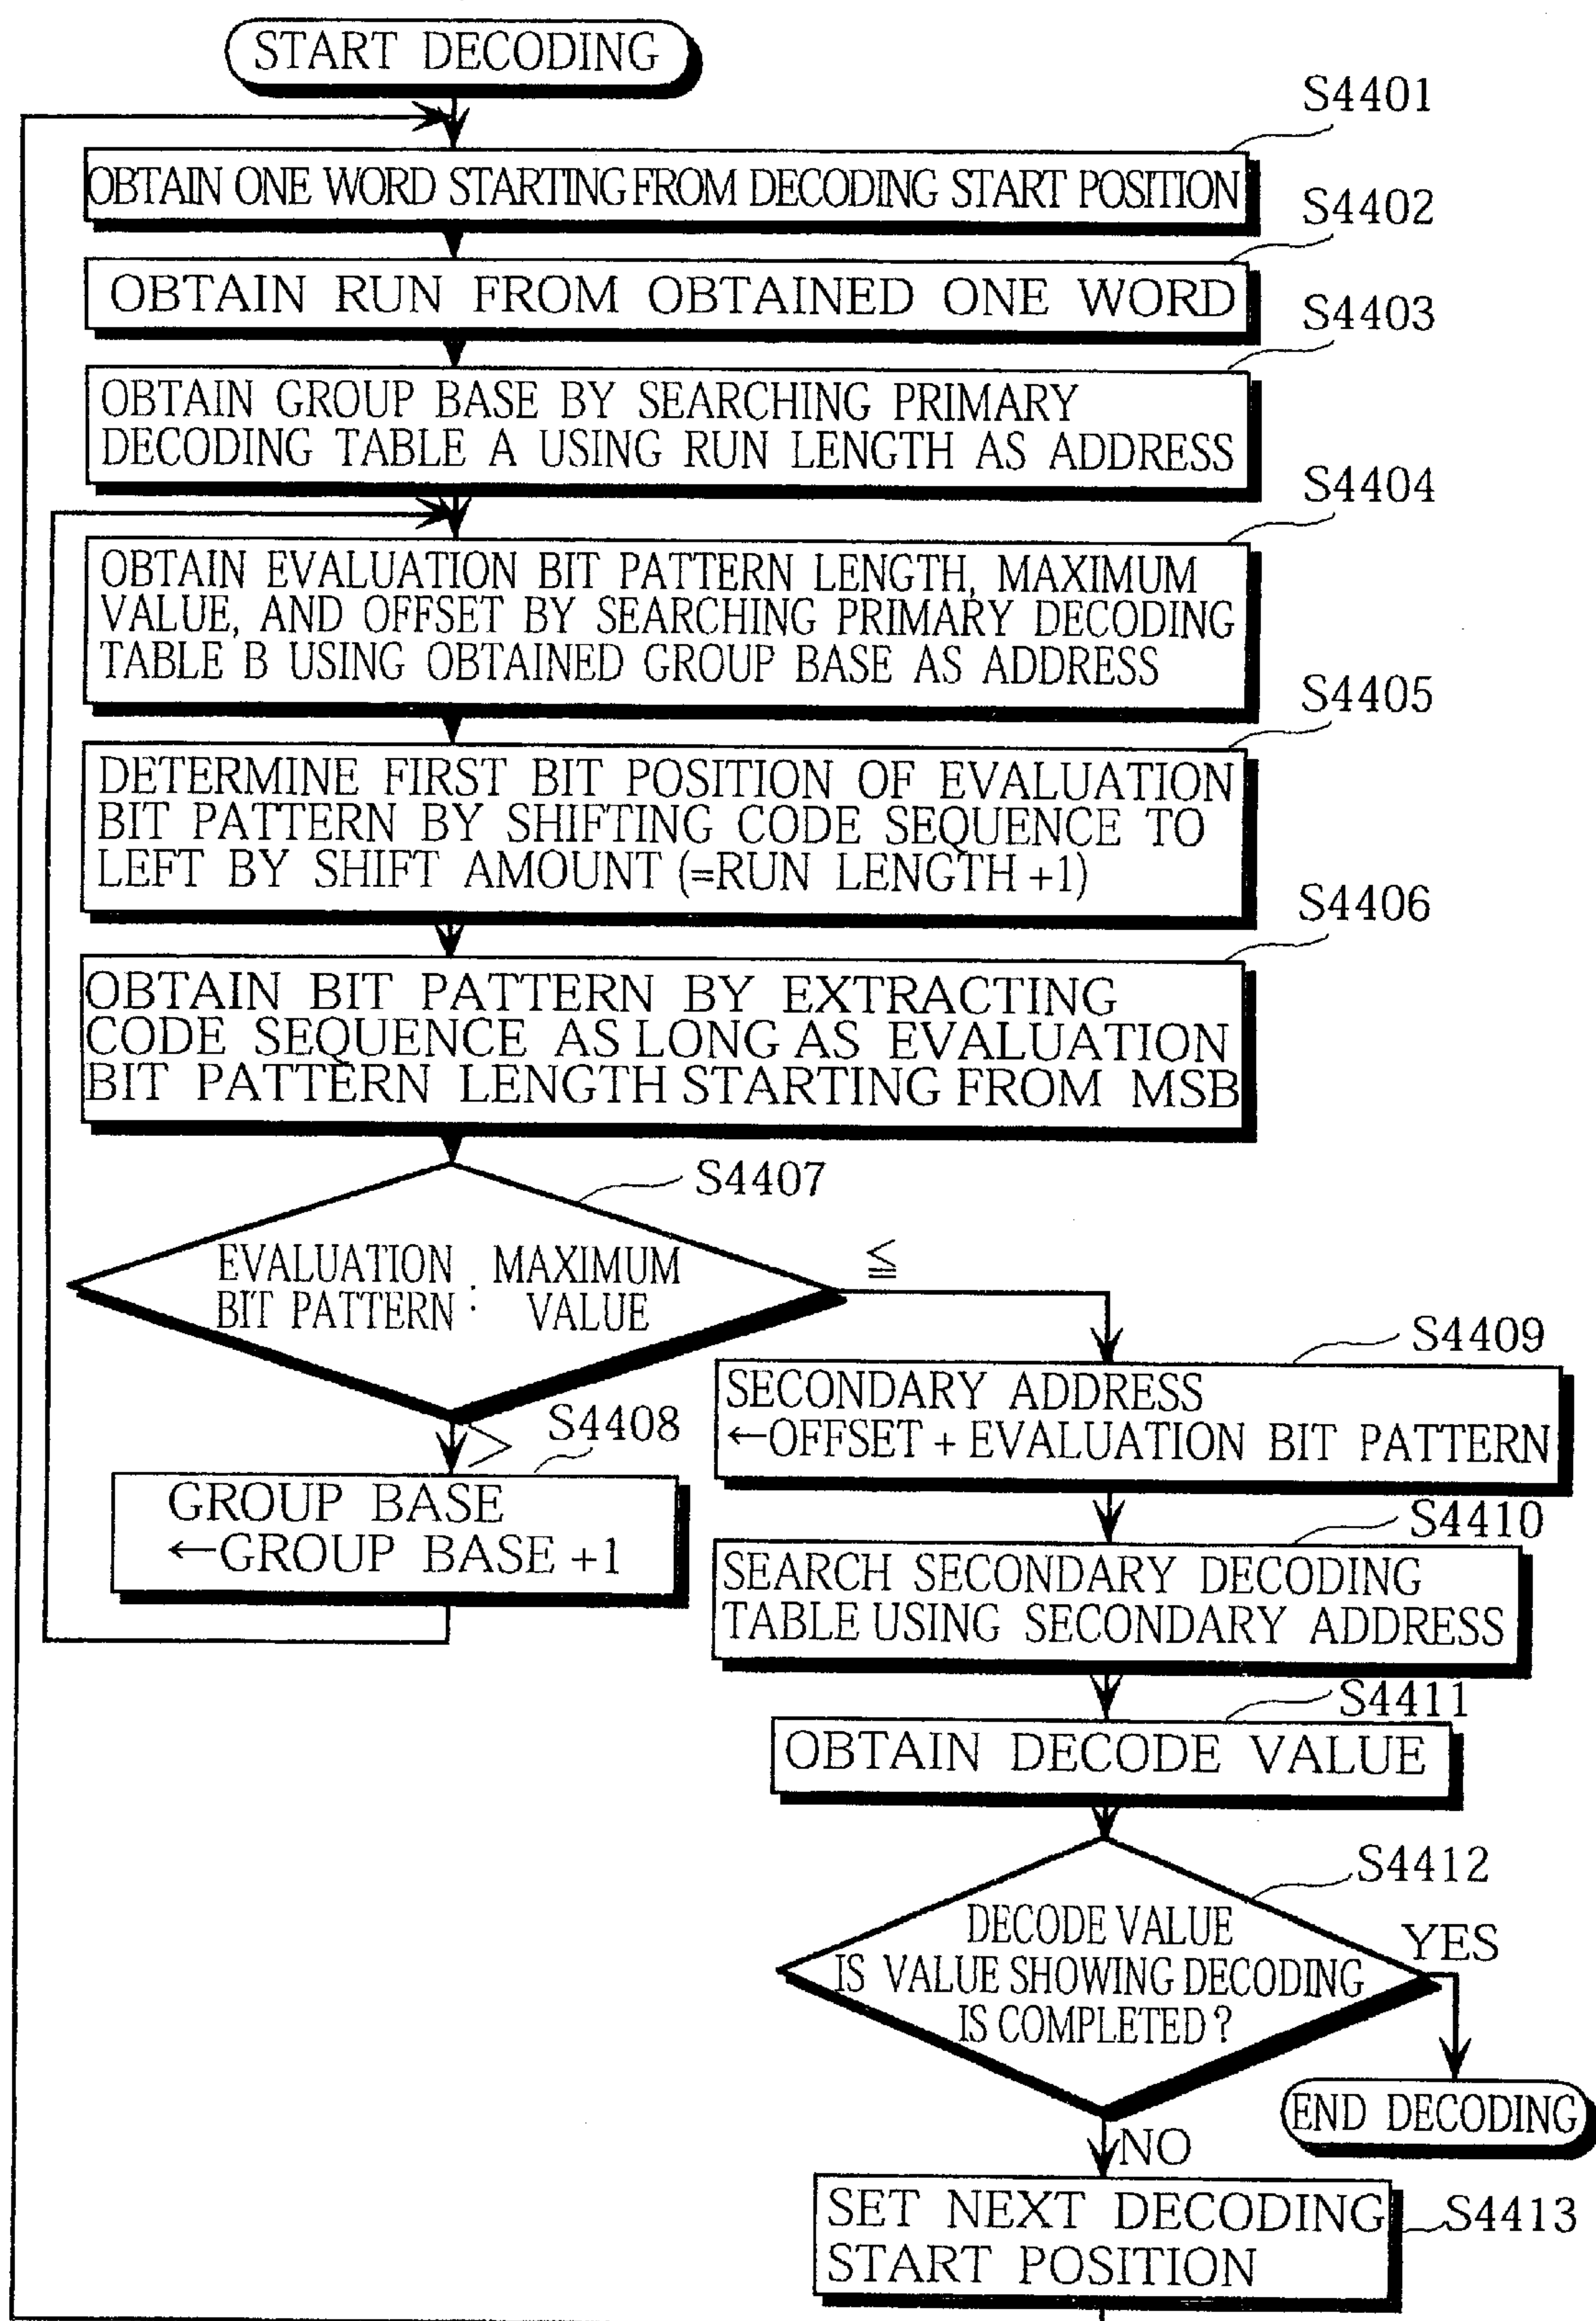 START DECODING
S4401
OBTAIN ONE WORD STARTING FROM DECODING START POSITION
S4402
OBTAIN RUN FROM OBTAINED ONE WORD
S4403
OBTAIN GROUP BASE BY SEARCHING PRIMARY
DECODING TABLE A USING RUN LENGTH AS ADDRESS
S4404
OBTAIN EVALUATION BIT PATTERN LENGTH, MAXIMUM
VALUE, AND OFFSET BY SEARCHING PRIMARY DECODING
TABLE B USING OBTAINED GROUP BASE AS ADDRESS
S4405
DETERMINE FIRST BIT POSITION OF EVALUATION
BIT PATTERN BY SHIFTING CODE SEQUENCE TO
LEFT BY SHIFT AMOUNT (=RUN LENGTH +1)
S4406
OBTAIN BIT PATTERN BY EXTRACTING
CODE SEQUENCE AS LONG AS EVALUATION
BIT PATTERN LENGTH STARTING FROM MSB
S4407
EVALUATION : MAXIMUM
BIT PATTERN VALUE
≦
>
S4408
GROUP BASE
←GROUP BASE +1
S4409
SECONDARY ADDRESS
←OFFSET + EVALUATION BIT PATTERN
S4410
SEARCH SECONDARY DECODING
TABLE USING SECONDARY ADDRESS
S4411
OBTAIN DECODE VALUE
S4412
DECODE VALUE
IS VALUE SHOWING DECODING
IS COMPLETED?
YES
END DECODING
NO
SET NEXT DECODING
START POSITION
S4413